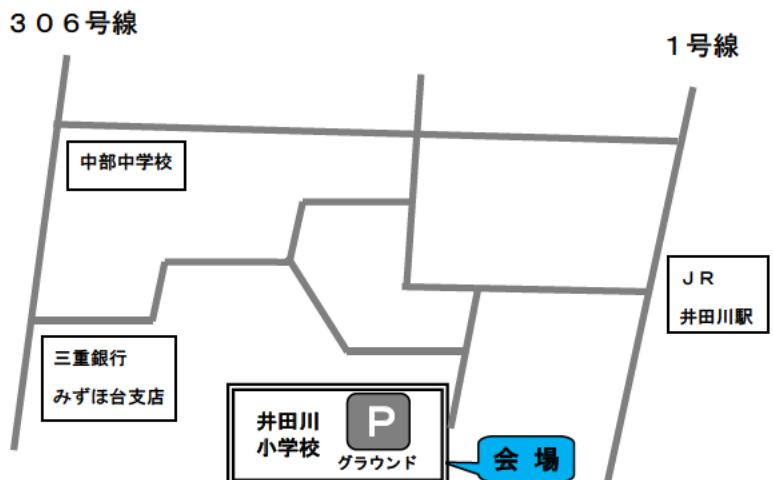 ３０６号線
１号線
中部中学校
ＪＲ
井田川駅
三重銀行
みずほ台支店
井田川
小学校
P
グラウンド
会 場